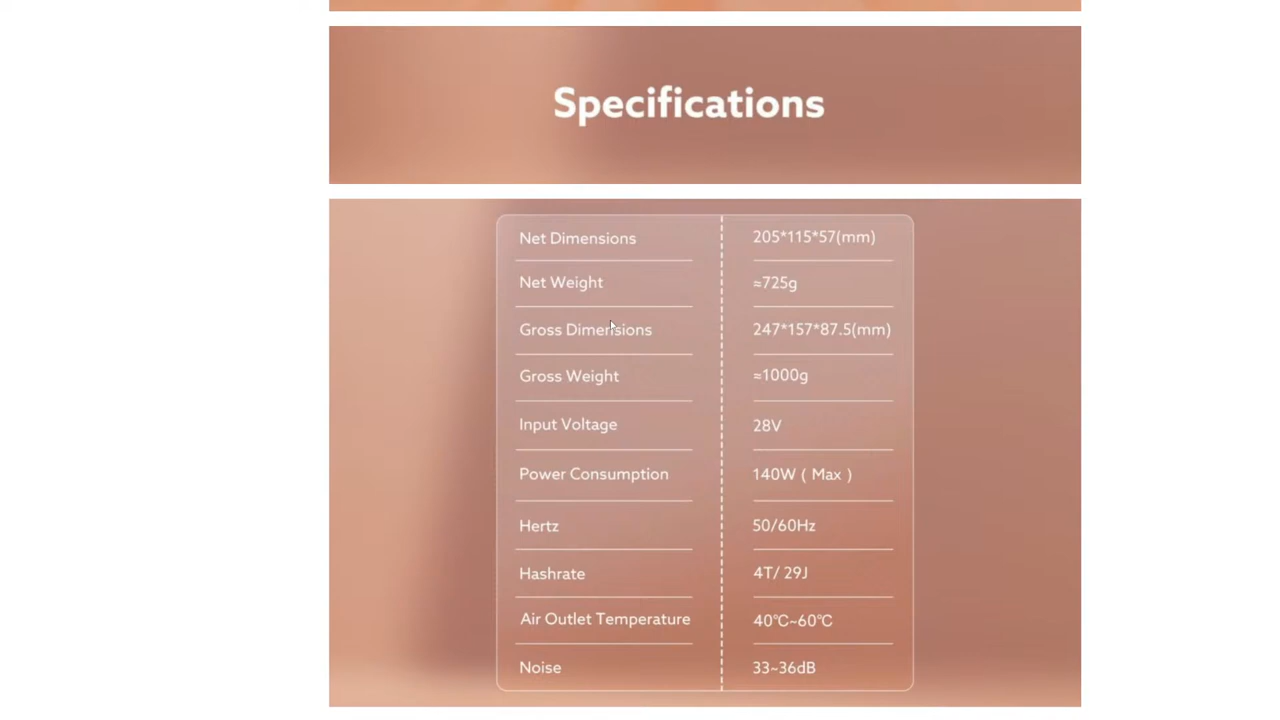 Specifications
Net Dimensions 205*115*57(mm)
Net Weight ≈725g
Gross Dimensions 247*157*87.5(mm)
Gross Weight ≈1000g
Input Voltage 28V
Power Consumption 140W ( Max )
Hertz 50/60Hz
Hashrate 4T/ 29J
Air Outlet Temperature 40℃~60℃
Noise 33~36dB